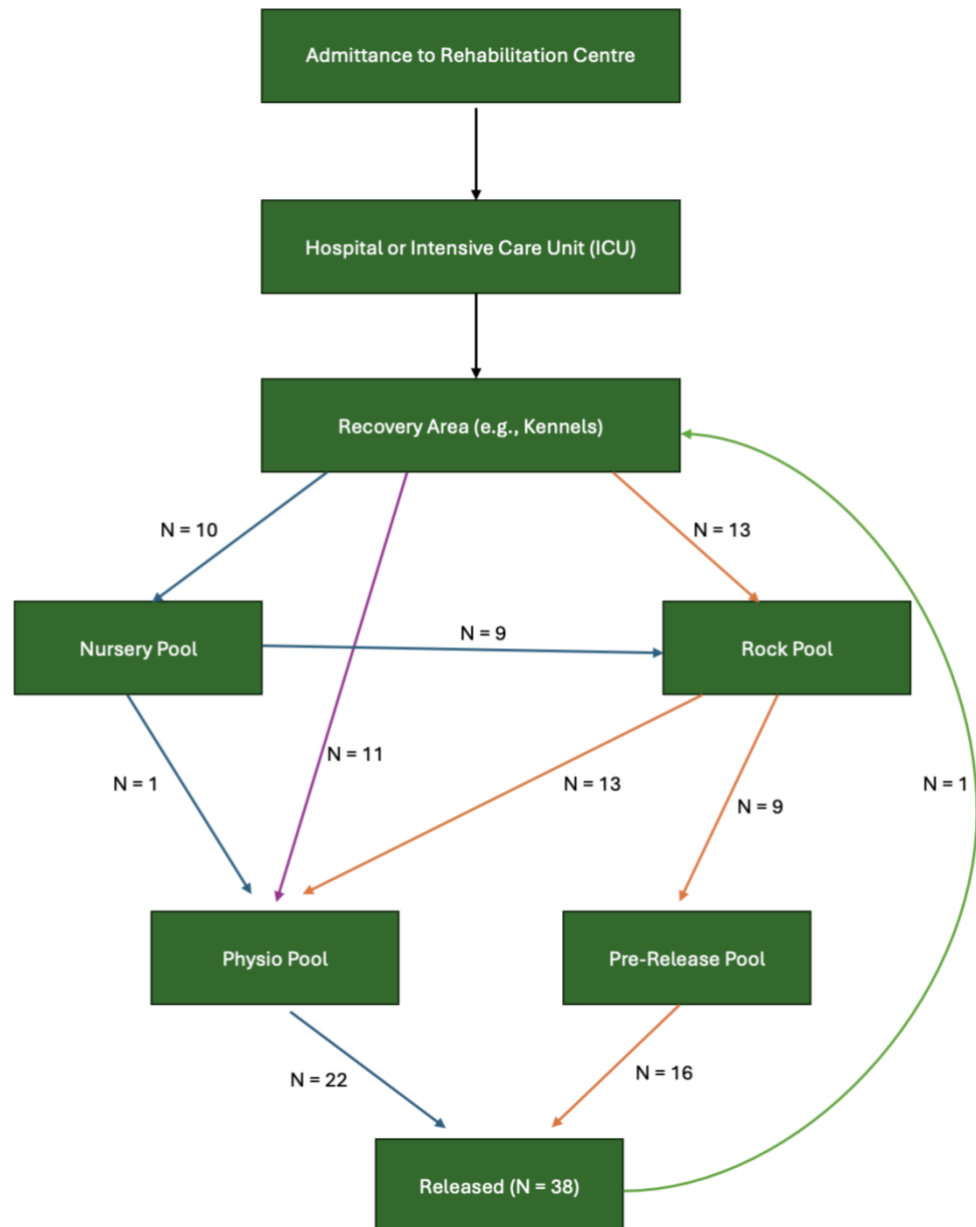 Admittance to Rehabilitation Centre
Hospital or Intensive Care Unit (ICU)
Recovery Area (e.g., Kennels)
N = 10
N = 13
Nursery Pool
N = 9
Rock Pool
N = 1
N = 11
N = 13
N = 9
N = 1
Physio Pool
Pre-Release Pool
N = 22
N = 16
Released (N = 38)